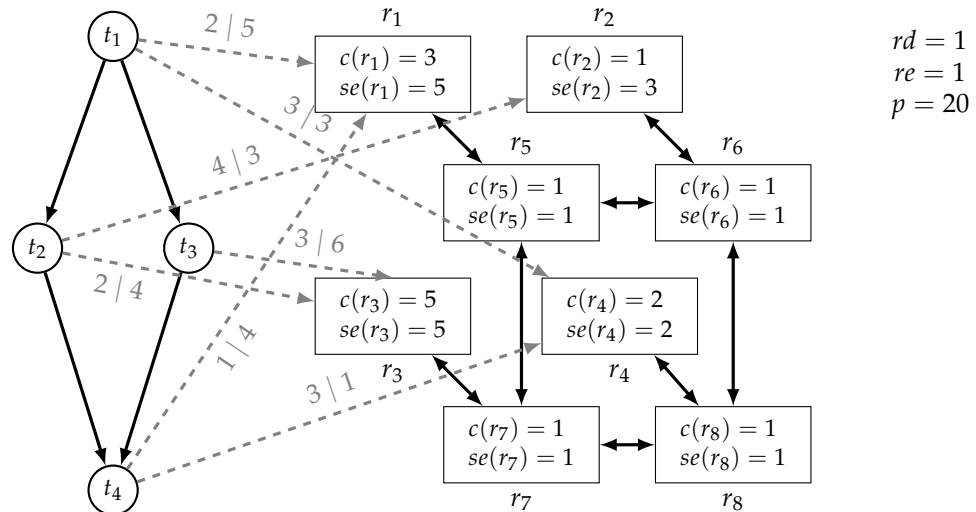 t1
2 | 5
r1
c(r1) = 3
se(r1) = 5
r2
c(r2) = 1
se(r2) = 3
rd = 1
re = 1
p = 20
3 | 3
4 | 3
r5
c(r5) = 1
se(r5) = 1
r6
c(r6) = 1
se(r6) = 1
t2
t3
3 | 6
2 | 4
c(r3) = 5
se(r3) = 5
r3
c(r4) = 2
se(r4) = 2
r4
1 | 4
3 | 1
c(r7) = 1
se(r7) = 1
r7
c(r8) = 1
se(r8) = 1
r8
t4